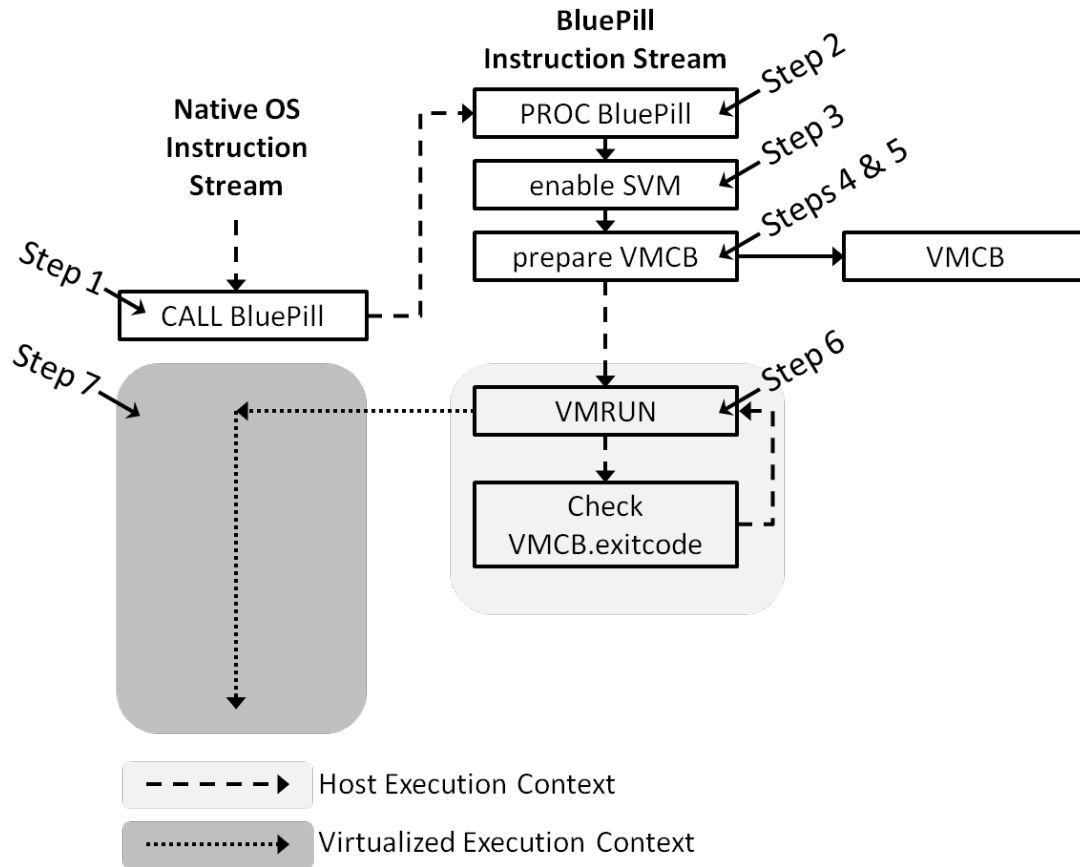 BluePill
Instruction Stream
Native OS
Instruction
Stream
Step 1
CALL BluePill
Step 2
PROC BluePill
Step 3
enable SVM
Steps 4 & 5
prepare VMCB
VMCB
Step 6
VMRUN
Check
VMCB.exitcode
Step 7
Host Execution Context
Virtualized Execution Context